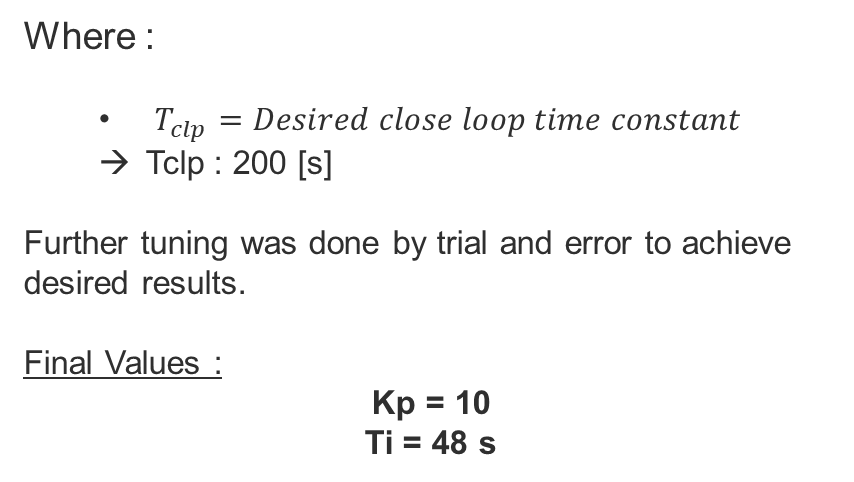 Where :
• T_clp = Desired close loop time constant
→ Tclp : 200 [s]
Further tuning was done by trial and error to achieve
desired results.
Final Values :
Kp = 10
Ti = 48 s